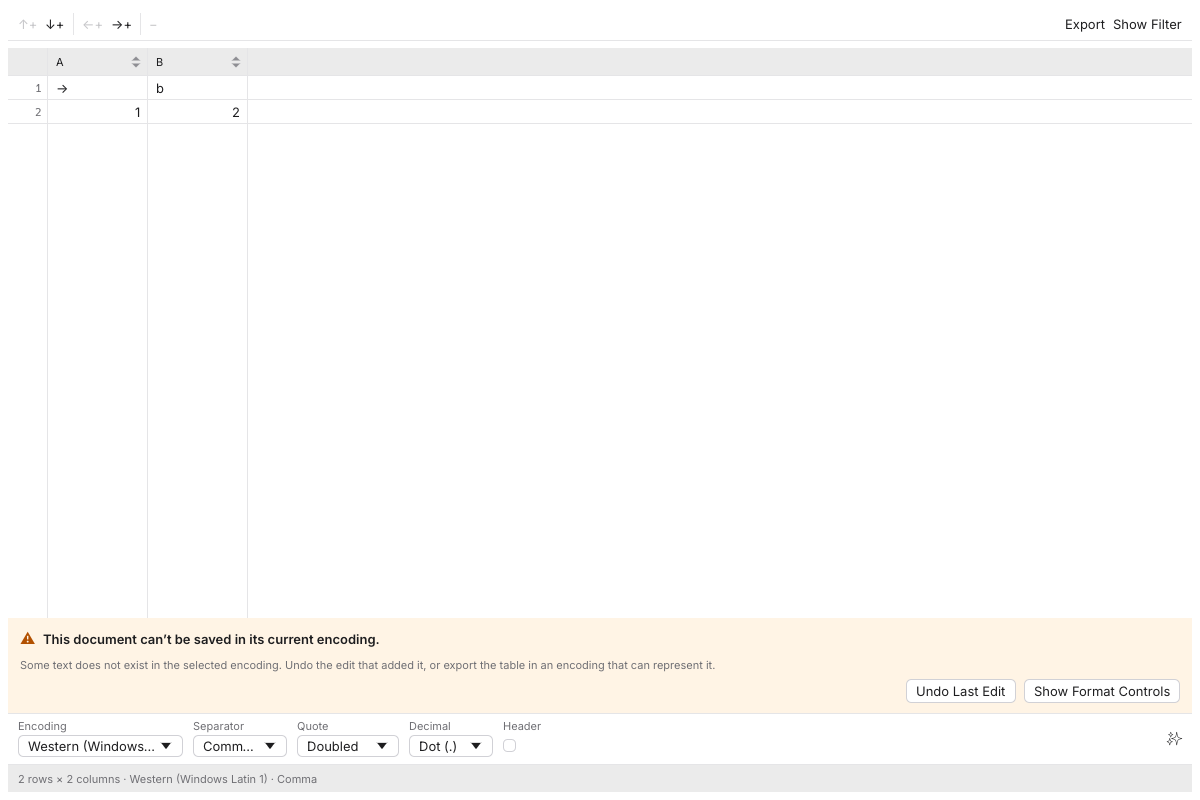 ↑+ ↓+ ←+ →+ − Export Show Filter
A B
1 → b
2 1 2
This document can’t be saved in its current encoding.
Some text does not exist in the selected encoding. Undo the edit that added it, or export the table in an encoding that can represent it.
Undo Last Edit Show Format Controls
Encoding Separator Quote Decimal Header
Western (Windows... Comm... Doubled Dot (.)
2 rows × 2 columns · Western (Windows Latin 1) · Comma